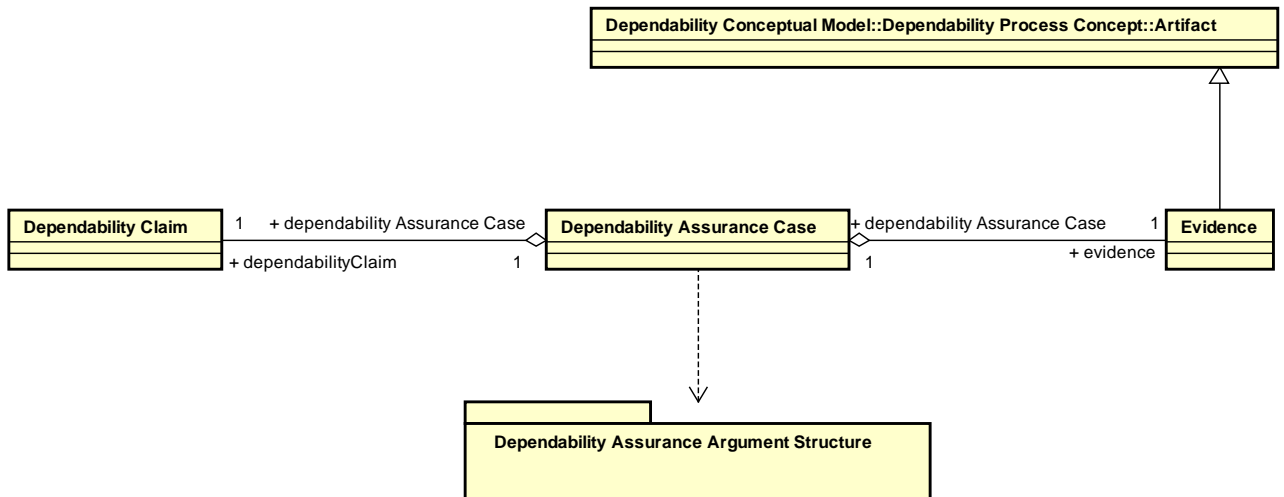 Dependability Conceptual Model::Dependability Process Concept::Artifact
Dependability Claim
1
+ dependability Assurance Case
+ dependabilityClaim
1
Dependability Assurance Case
+ dependability Assurance Case
1
1
+ evidence
Evidence
Dependability Assurance Argument Structure